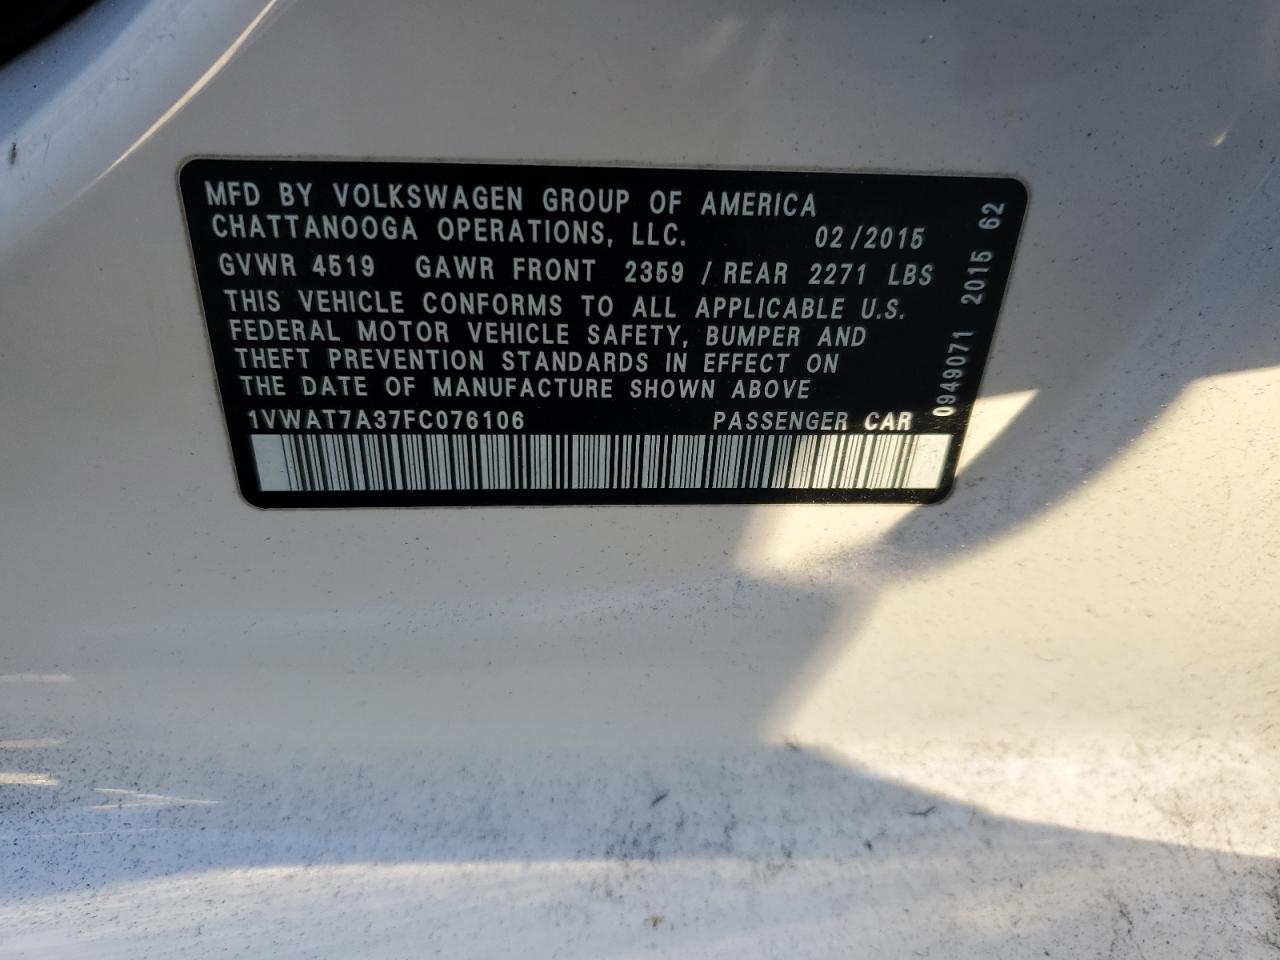 MFD BY VOLKSWAGEN GROUP OF AMERICA
CHATTANOOGA OPERATIONS, LLC. 02/2015
GVWR 4519 GAWR FRONT 2359 / REAR 2271 LBS
THIS VEHICLE CONFORMS TO ALL APPLICABLE U.S.
FEDERAL MOTOR VEHICLE SAFETY, BUMPER AND
THEFT PREVENTION STANDARDS IN EFFECT ON
THE DATE OF MANUFACTURE SHOWN ABOVE
1VWAT7A37FC076106 PASSENGER CAR
0949071 2015 62